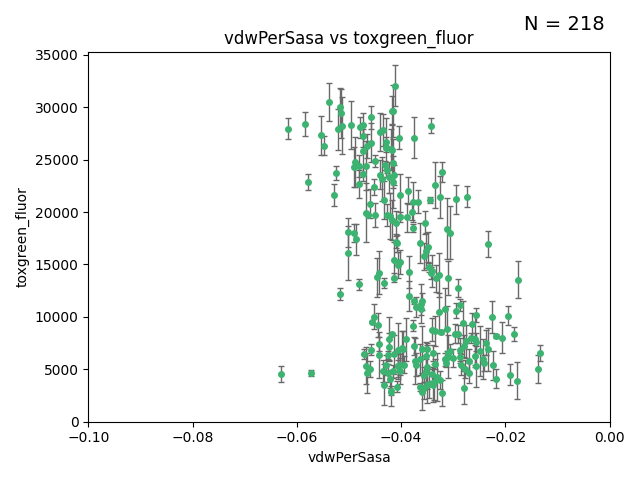 N = 218
vdwPerSasa vs toxgreen_fluor
35000
30000
25000
20000
15000
10000
5000
0
toxgreen_fluor
−0.10 −0.08 −0.06 −0.04 −0.02 0.00
vdwPerSasa